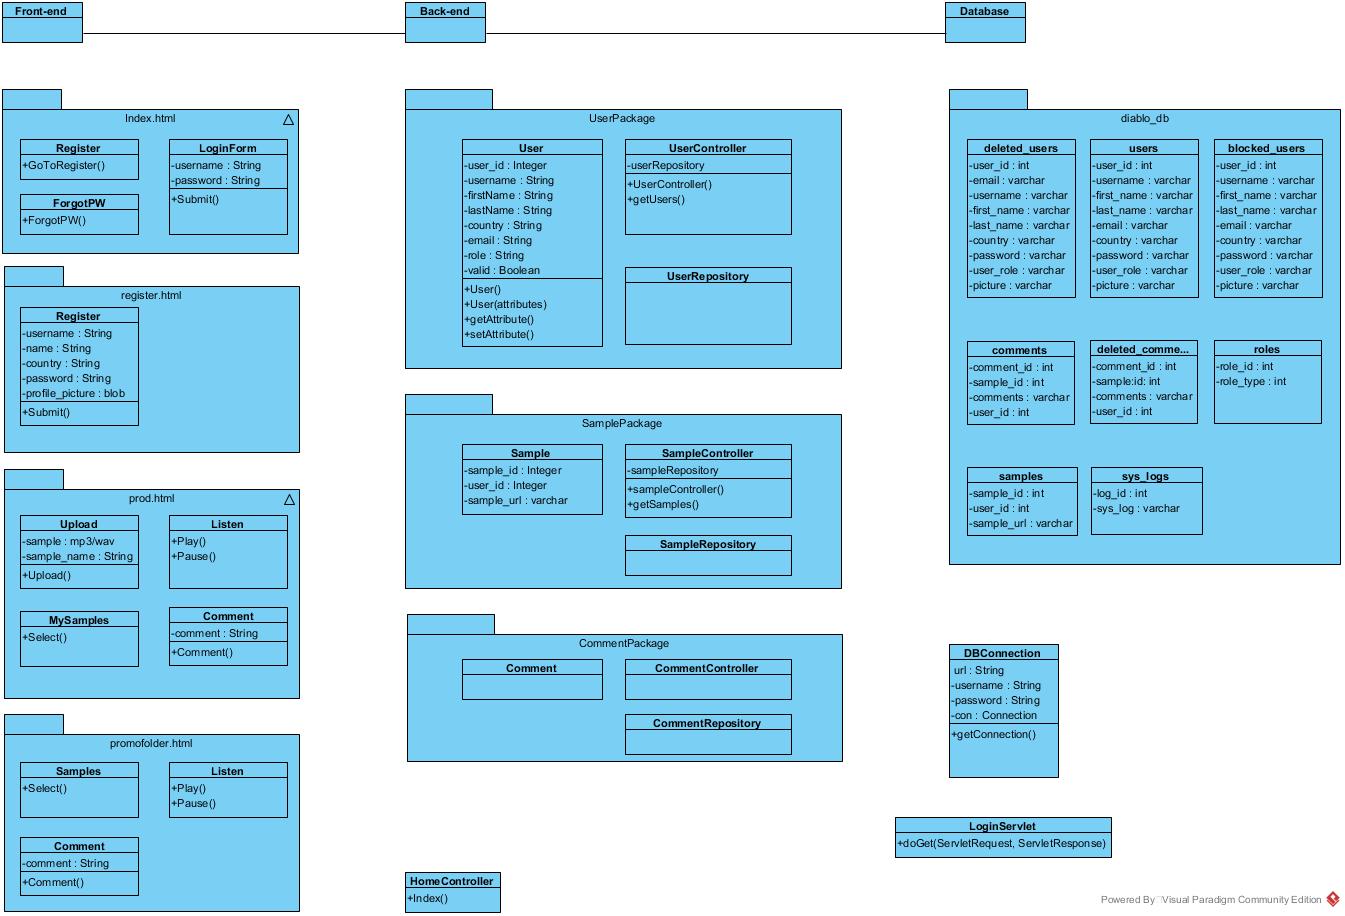 Front-end
Back-end
Database
Index.html
Register
+GoToRegister()
LoginForm
-username : String
-password : String
+Submit()
ForgotPW
+ForgotPW()
register.html
Register
-username : String
-name : String
-country : String
-password : String
-profile_picture : blob
+Submit()
prod.html
Upload
-sample : mp3/wav
-sample_name : String
+Upload()
Listen
+Play()
+Pause()
MySamples
+Select()
Comment
-comment : String
+Comment()
promofolder.html
Samples
+Select()
Listen
+Play()
+Pause()
Comment
-comment : String
+Comment()
UserPackage
User
-user_id : Integer
-username : String
-firstName : String
-lastName : String
-country : String
-email : String
-role : String
-valid : Boolean
+User()
+User(attributes)
+getAttribute()
+setAttribute()
UserController
-userRepository
+UserController()
+getUsers()
UserRepository
SamplePackage
Sample
-sample_id : Integer
-user_id : Integer
-sample_url : varchar
SampleController
-sampleRepository
+sampleController()
+getSamples()
SampleRepository
CommentPackage
Comment
CommentController
CommentRepository
HomeController
+Index()
diablo_db
deleted_users
-user_id : int
-email : varchar
-username : varchar
-first_name : varchar
-last_name : varchar
-country : varchar
-password : varchar
-user_role : varchar
-picture : varchar
users
-user_id : int
-username : varchar
-first_name : varchar
-last_name : varchar
-email : varchar
-country : varchar
-password : varchar
-user_role : varchar
-picture : varchar
blocked_users
-user_id : int
-username : varchar
-first_name : varchar
-last_name : varchar
-email : varchar
-country : varchar
-password : varchar
-user_role : varchar
-picture : varchar
comments
-comment_id : int
-sample_id : int
-comments : varchar
-user_id : int
deleted_comme...
-comment_id : int
-sample:id: int
-comments : varchar
-user_id : int
roles
-role_id : int
-role_type : int
samples
-sample_id : int
-user_id : int
-sample_url : varchar
sys_logs
-log_id : int
-sys_log : varchar
DBConnection
url : String
-username : String
-password : String
-con : Connection
+getConnection()
LoginServlet
+doGet(ServletRequest, ServletResponse)
Powered By Visual Paradigm Community Edition